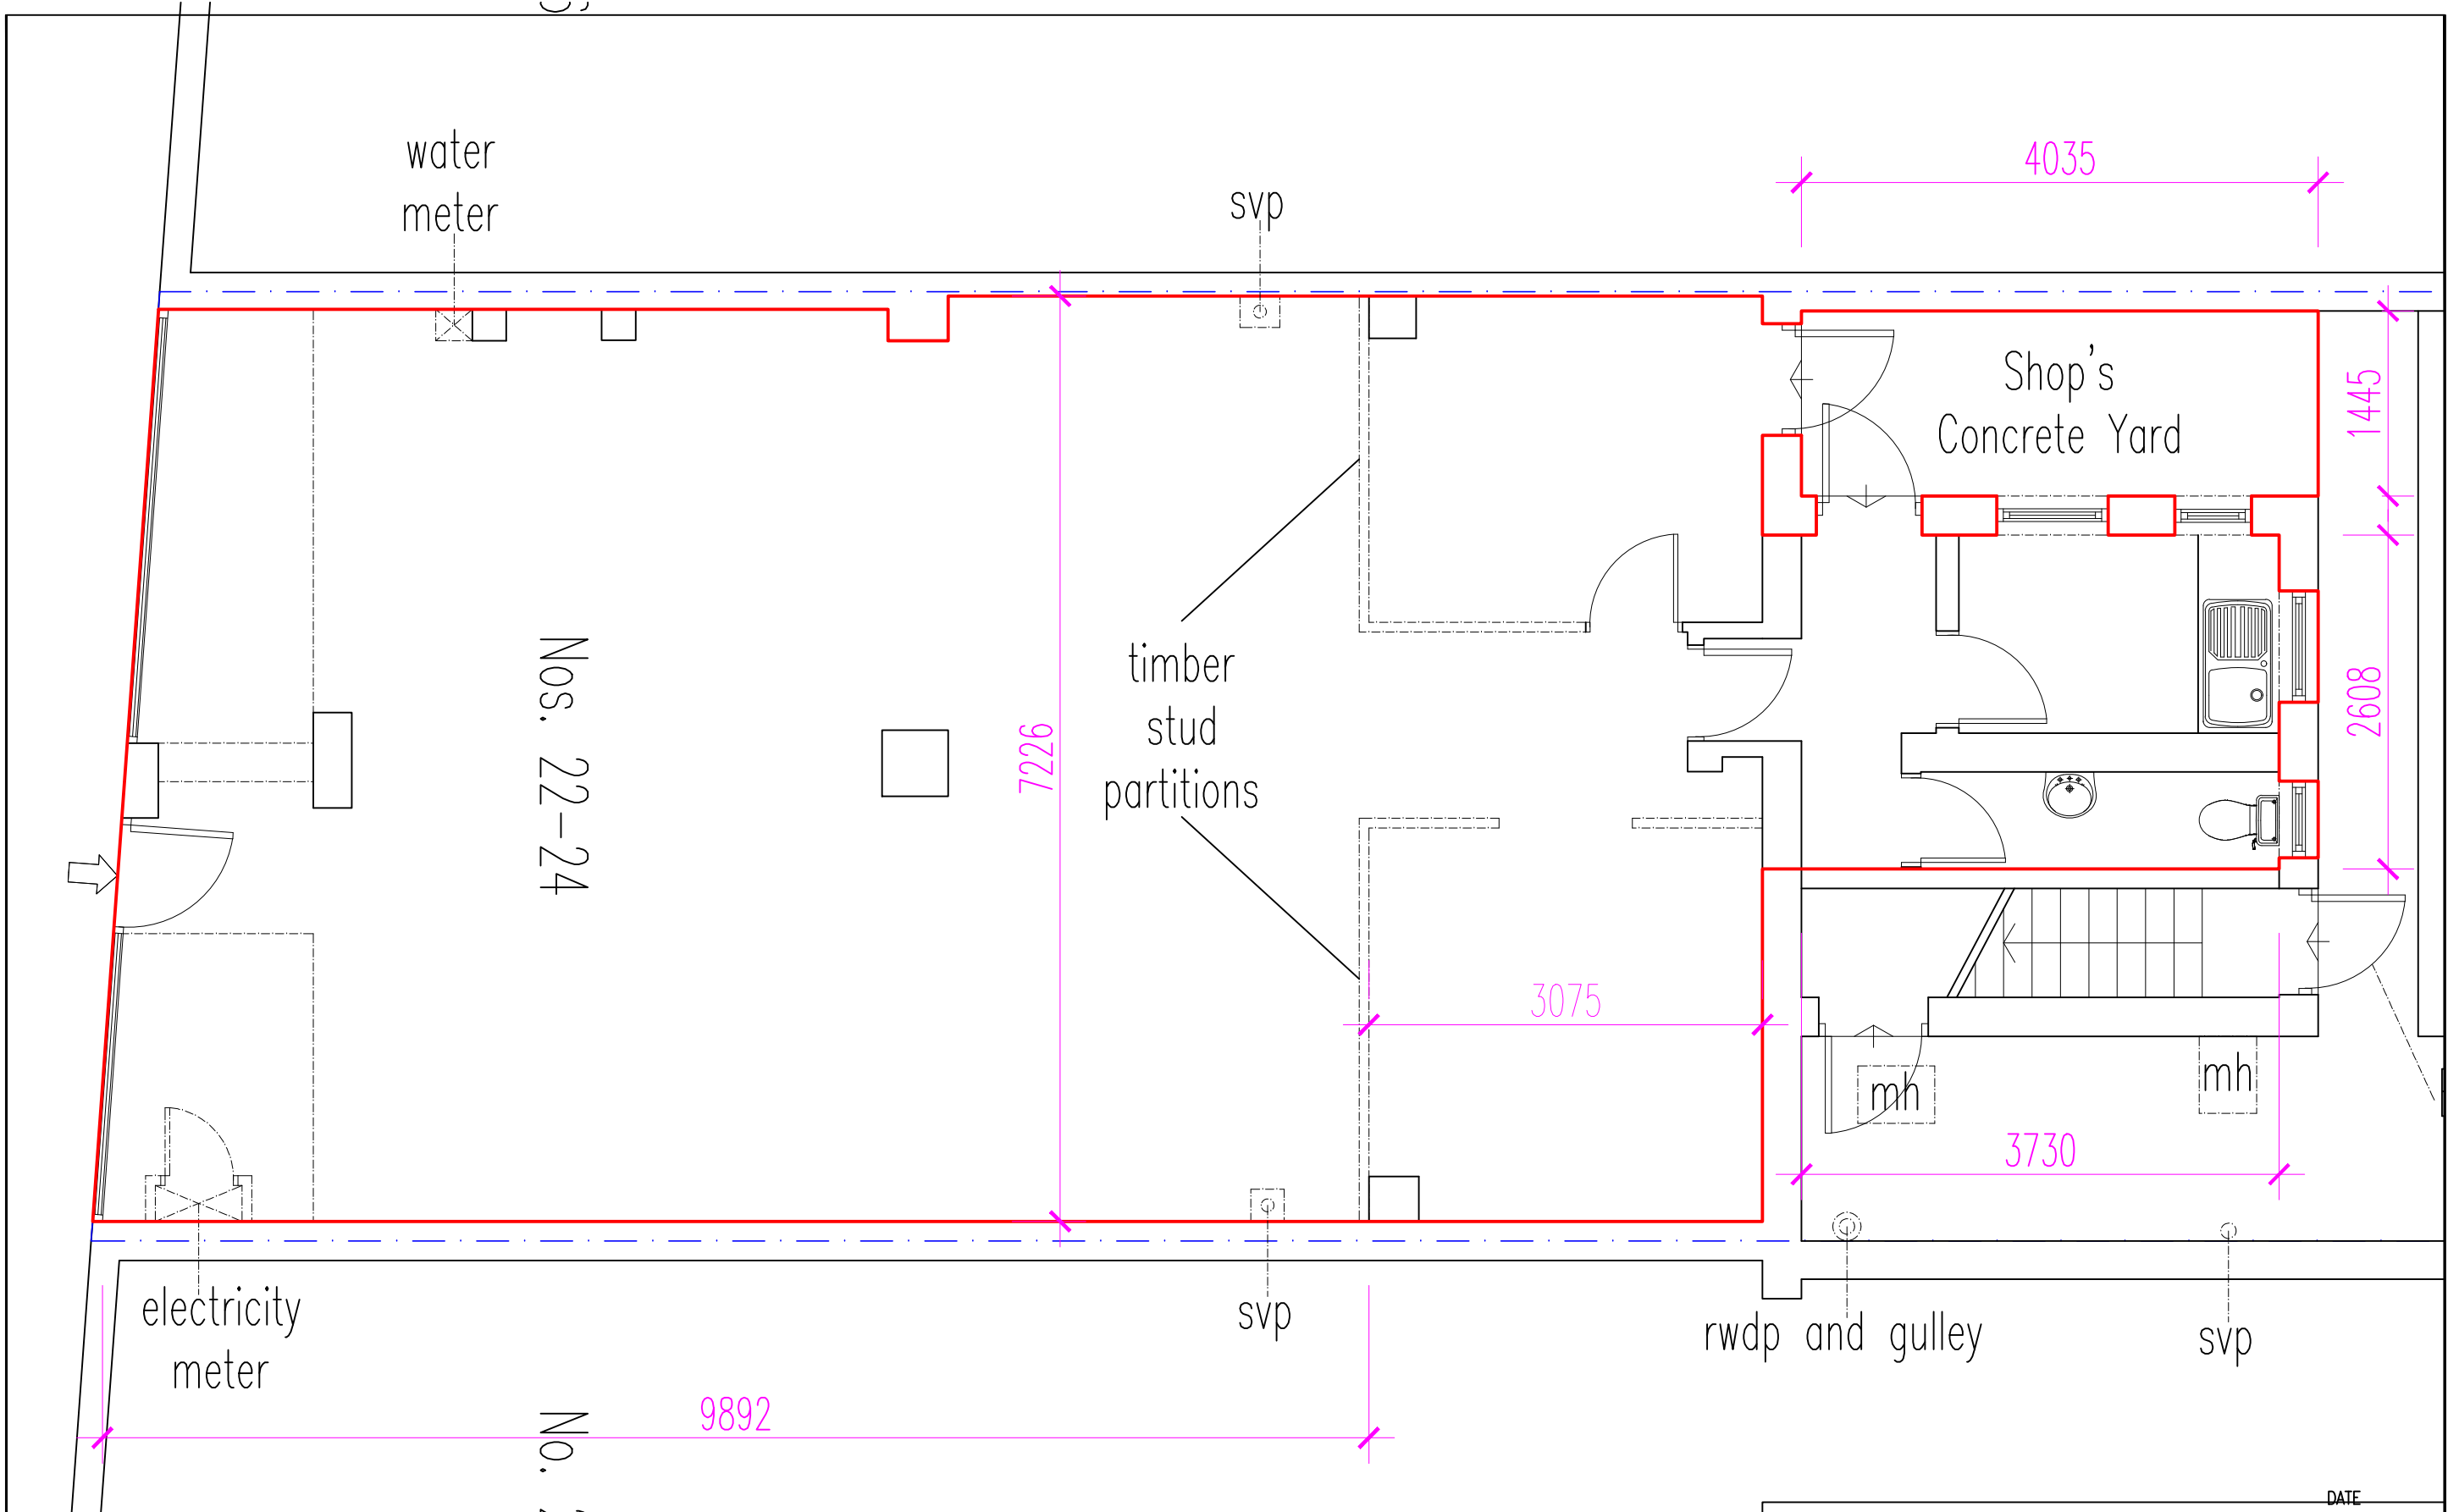 water
meter
svp
4035
Shop's
Concrete Yard
1445
timber
stud
partitions
Nos. 22-24
7226
2608
3075
mh
mh
3730
electricity
meter
svp
rwdp and gulley
svp
9892
No.
DATE